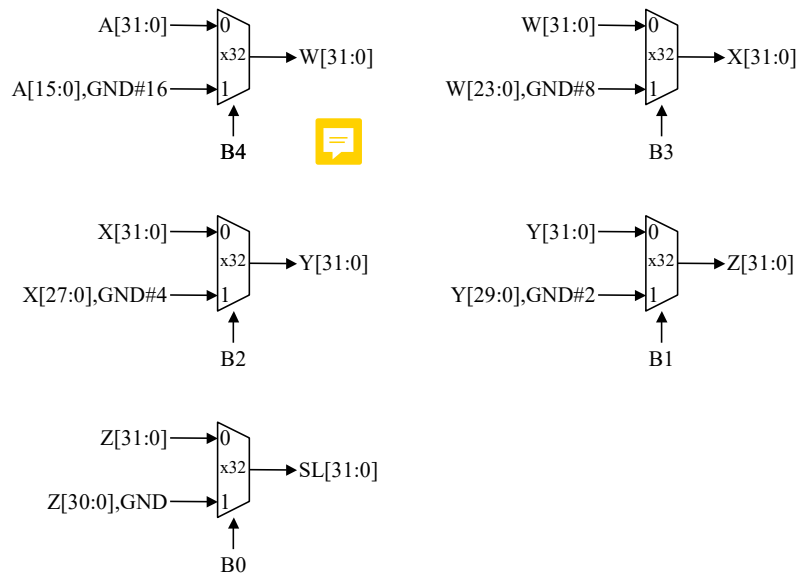 A[31:0] 0 x32 W[31:0]
A[15:0],GND#16 1
B4
W[31:0] 0 x32 X[31:0]
W[23:0],GND#8 1
B3
X[31:0] 0 x32 Y[31:0]
X[27:0],GND#4 1
B2
Y[31:0] 0 x32 Z[31:0]
Y[29:0],GND#2 1
B1
Z[31:0] 0 x32 SL[31:0]
Z[30:0],GND 1
B0